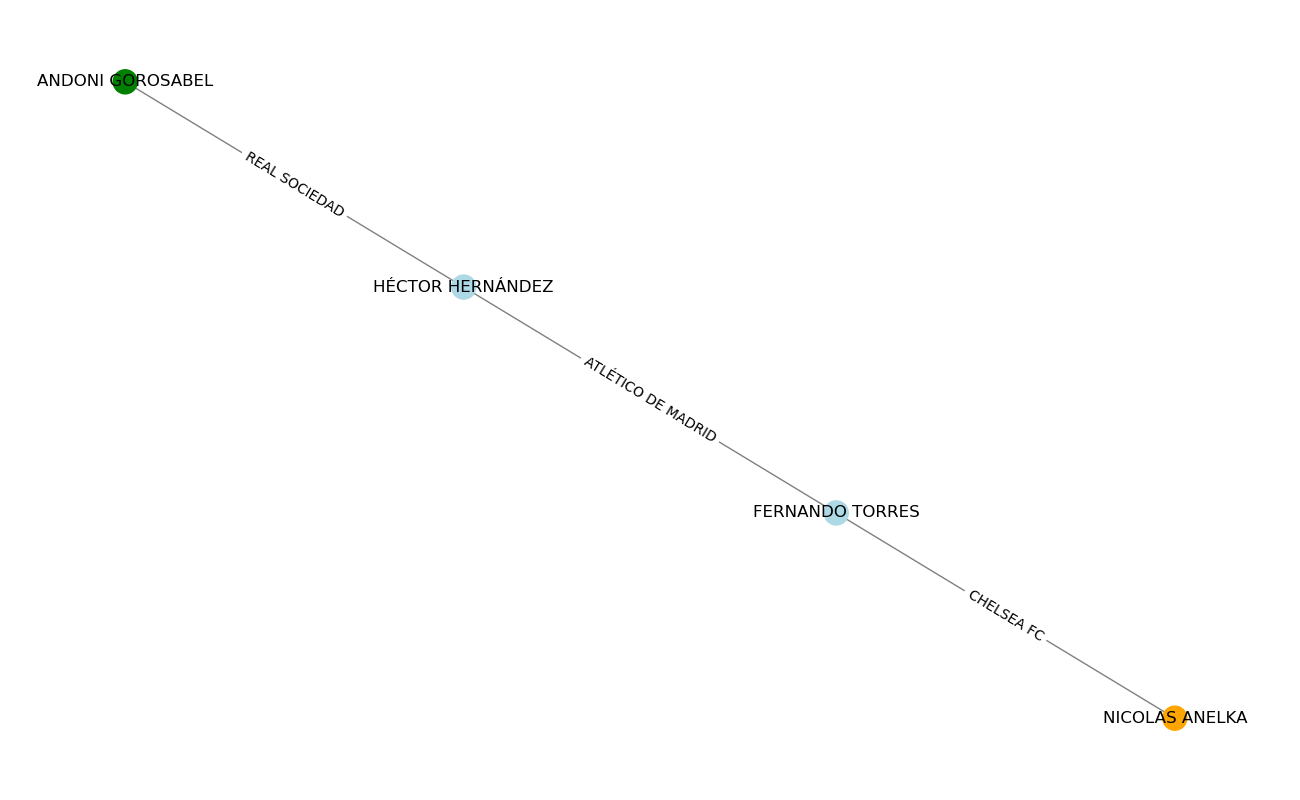 ANDONI GOROSABEL
REAL SOCIEDAD
HÉCTOR HERNÁNDEZ
ATLÉTICO DE MADRID
FERNANDO TORRES
CHELSEA FC
NICOLAS ANELKA